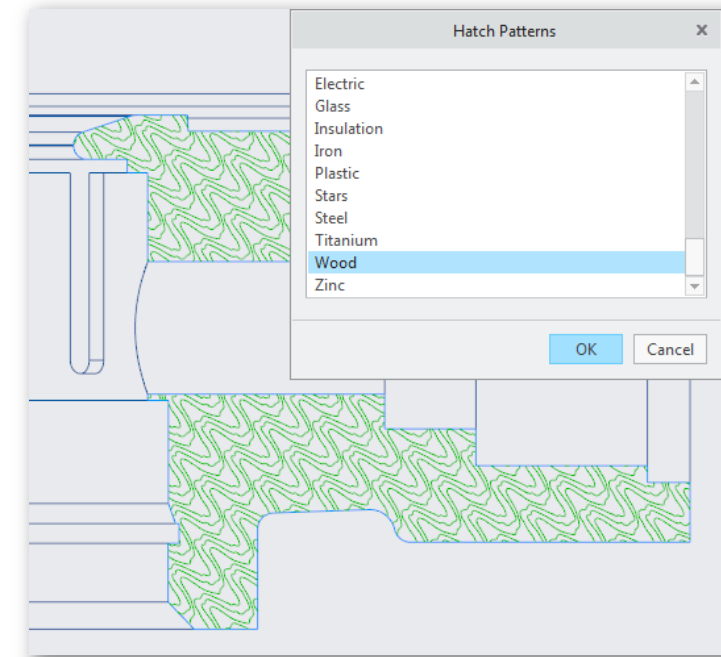 Hatch Patterns
Electric
Glass
Insulation
Iron
Plastic
Stars
Steel
Titanium
Wood
Zinc
OK Cancel